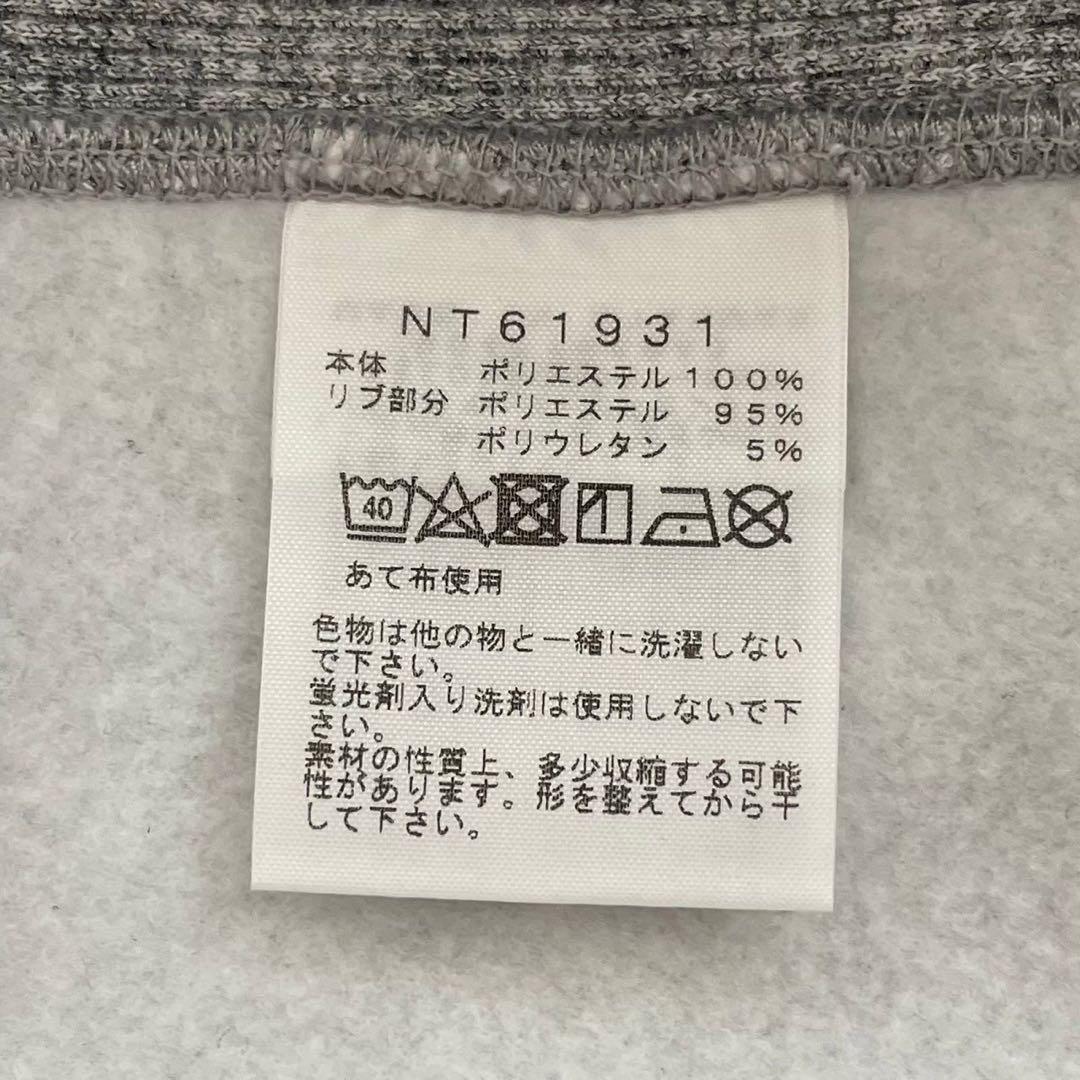 NT61931
本体 ポリエステル 100%
リブ部分 ポリエステル 95%
ポリウレタン 5%
40
あて布使用
色物は他の物と一緒に洗濯しない
で下さい。
蛍光剤入り洗剤は使用しないで下
さい。
素材の性質上、多少収縮する可能
性があります。形を整えてから干
して下さい。